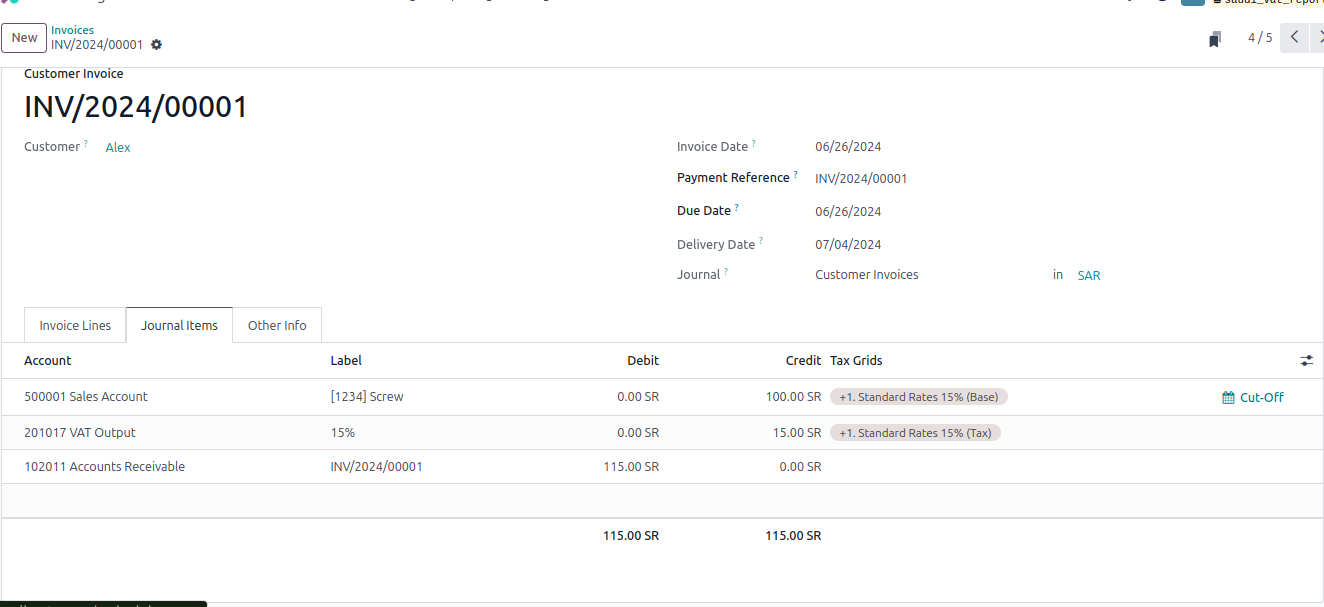 saudi_vat_repor
New Invoices
INV/2024/00001
4 / 5
Customer Invoice
INV/2024/00001
Customer ? Alex
Invoice Date ? 06/26/2024
Payment Reference ? INV/2024/00001
Due Date ? 06/26/2024
Delivery Date ? 07/04/2024
Journal ? Customer Invoices in SAR
Invoice Lines Journal Items Other Info
Account Label Debit Credit Tax Grids
500001 Sales Account [1234] Screw 0.00 SR 100.00 SR +1. Standard Rates 15% (Base) Cut-Off
201017 VAT Output 15% 0.00 SR 15.00 SR +1. Standard Rates 15% (Tax)
102011 Accounts Receivable INV/2024/00001 115.00 SR 0.00 SR
115.00 SR 115.00 SR